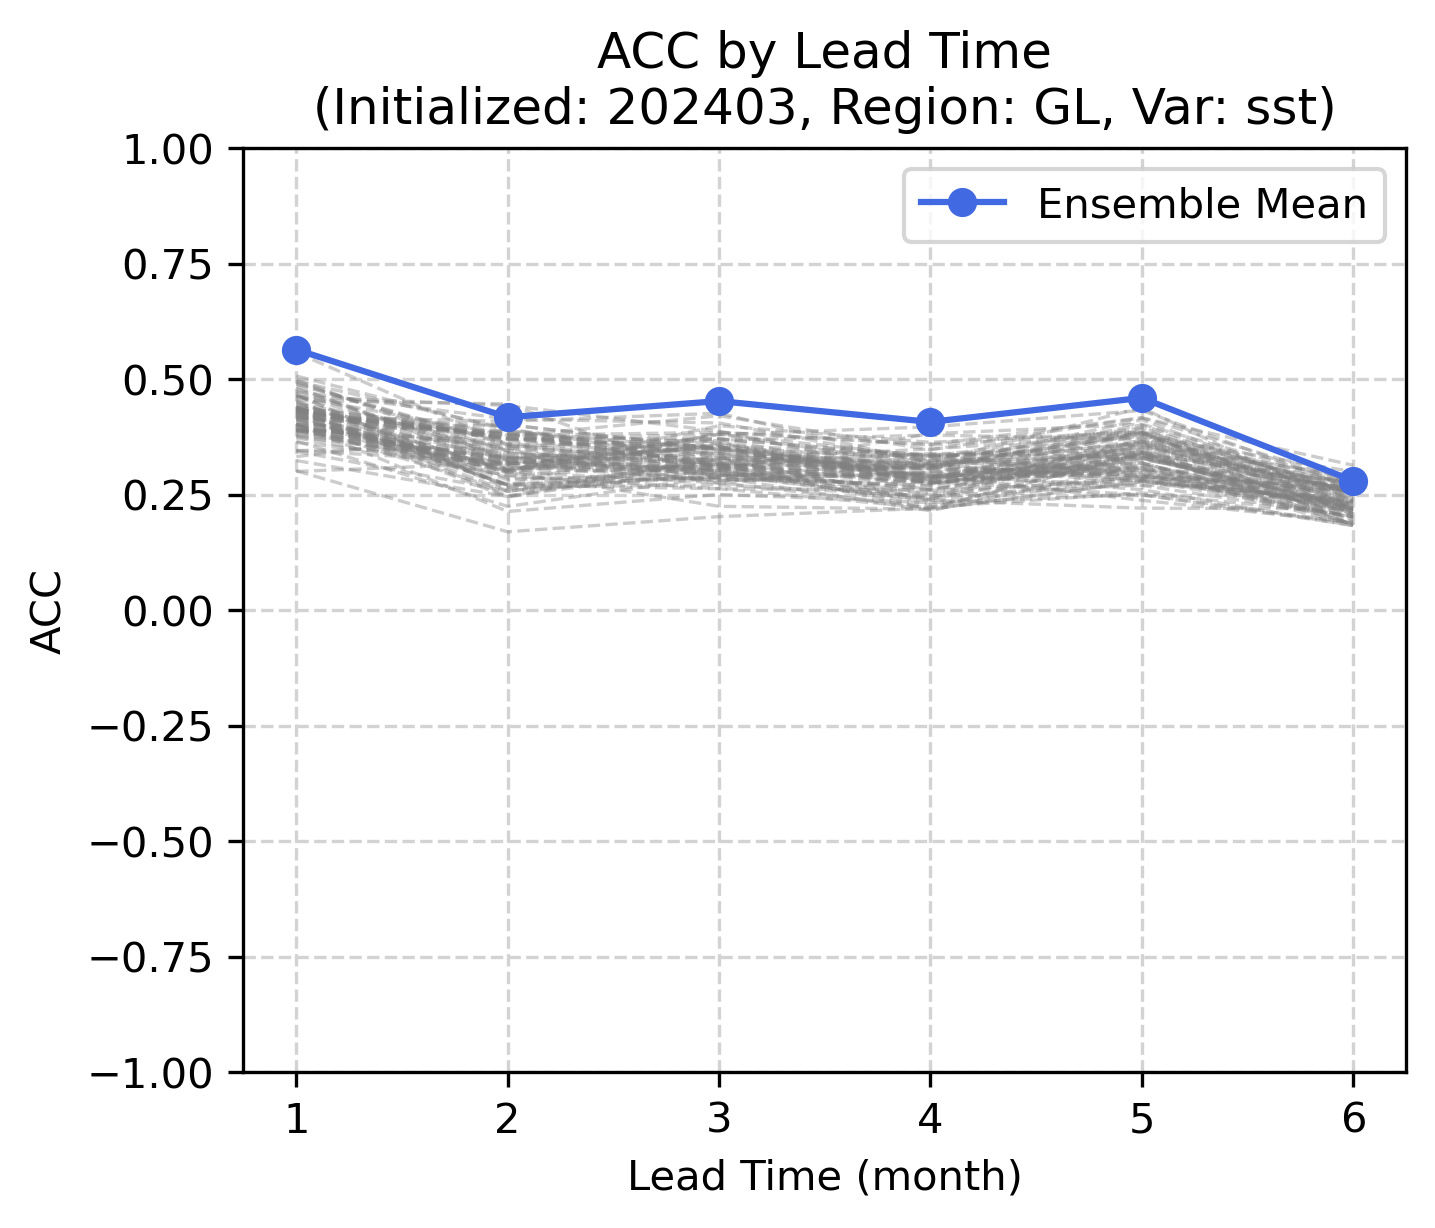 ACC by Lead Time
(Initialized: 202403, Region: GL, Var: sst)
Ensemble Mean
1.00
0.75
0.50
0.25
0.00
−0.25
−0.50
−0.75
−1.00
ACC
1 2 3 4 5 6
Lead Time (month)